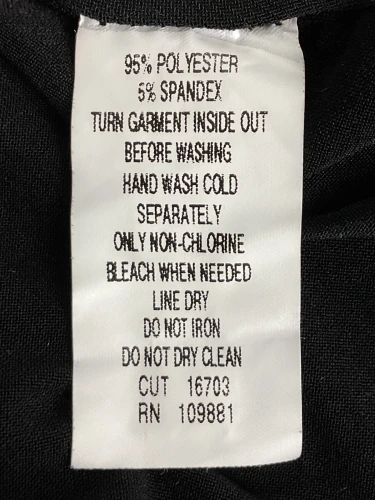 95% POLYESTER
5% SPANDEX
TURN GARMENT INSIDE OUT
BEFORE WASHING
HAND WASH COLD
SEPARATELY
ONLY NON-CHLORINE
BLEACH WHEN NEEDED
LINE DRY
DO NOT IRON
DO NOT DRY CLEAN
CUT 16703
RN 109881